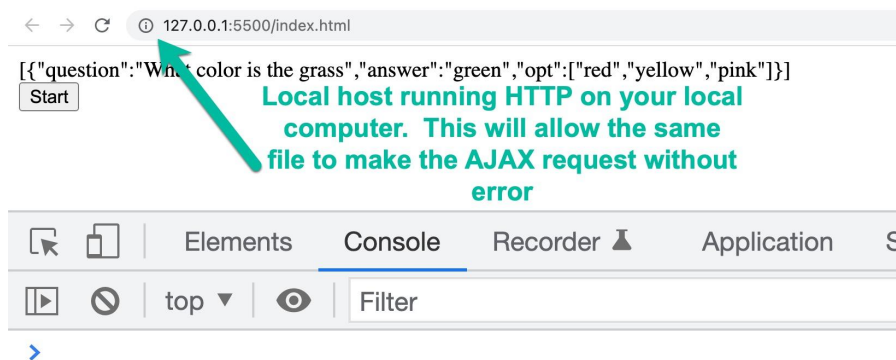 127.0.0.1:5500/index.html
[{"question":"What color is the grass","answer":"green","opt":["red","yellow","pink"]}]
Start
Local host running HTTP on your local
computer. This will allow the same
file to make the AJAX request without
error
Elements Console Recorder Application S
top Filter